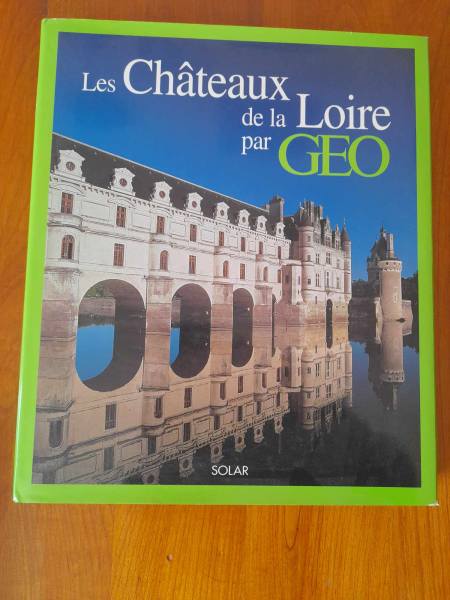 Les Châteaux
de la Loire
par GEO
SOLAR